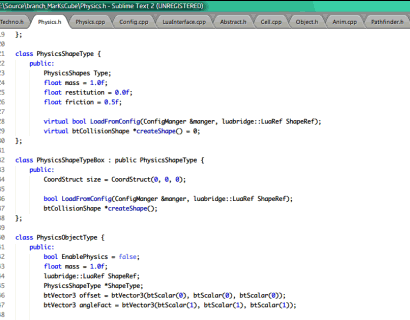 :\Source\branch_MarKsCube\Physics.h - Sublime Text 2 (UNREGISTERED)
Techno.h Physics.h Physics.cpp Config.cpp LuaInterface.cpp Abstract.h Cell.cpp Object.h Anim.cpp Pathfinder.h
};
class PhysicsShapeType {
public:
PhysicsShapes Type;
float mass = 1.0f;
float restitution = 0.0f;
float friction = 0.5f;
virtual bool LoadFromConfig(ConfigManger &manger, luabridge::LuaRef ShapeRef);
virtual btCollisionShape *createShape() = 0;
};
class PhysicsShapeTypeBox : public PhysicsShapeType {
public:
CoordStruct size = CoordStruct(0, 0, 0);
bool LoadFromConfig(ConfigManger &manger, luabridge::LuaRef ShapeRef);
btCollisionShape *createShape();
};
class PhysicsObjectType {
public:
bool EnablePhysics = false;
float mass = 1.0f;
luabridge::LuaRef ShapeRef;
PhysicsShapeType *ShapeType;
btVector3 offset = btVector3(btScalar(0), btScalar(0), btScalar(0));
btVector3 angleFact = btVector3(btScalar(1), btScalar(1), btScalar(1));